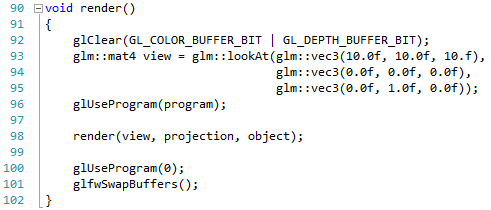 90 void render()
91 {
92     glClear(GL_COLOR_BUFFER_BIT | GL_DEPTH_BUFFER_BIT);
93     glm::mat4 view = glm::lookAt(glm::vec3(10.0f, 10.0f, 10.f),
94                                  glm::vec3(0.0f, 0.0f, 0.0f),
95                                  glm::vec3(0.0f, 1.0f, 0.0f));
96     glUseProgram(program);
97
98     render(view, projection, object);
99
100     glUseProgram(0);
101     glfwSwapBuffers();
102 }